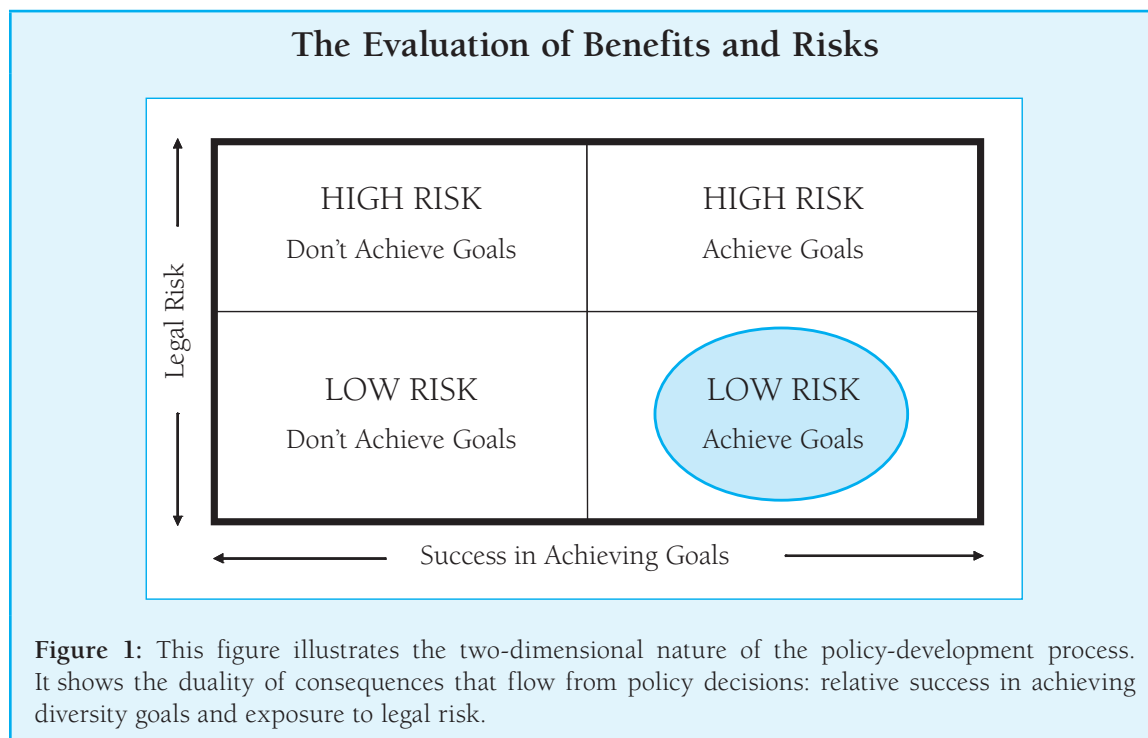 The Evaluation of Benefits and Risks
HIGH RISK
Don't Achieve Goals
HIGH RISK
Achieve Goals
Legal Risk
LOW RISK
Don't Achieve Goals
LOW RISK
Achieve Goals
Success in Achieving Goals
Figure 1: This figure illustrates the two-dimensional nature of the policy-development process.
It shows the duality of consequences that flow from policy decisions: relative success in achieving
diversity goals and exposure to legal risk.